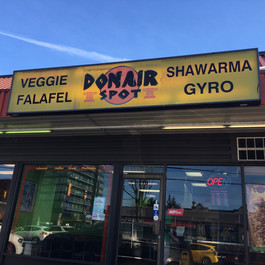 VEGGIE
FALAFEL
DONAIR
SPOT
SHAWARMA
GYRO
OPE